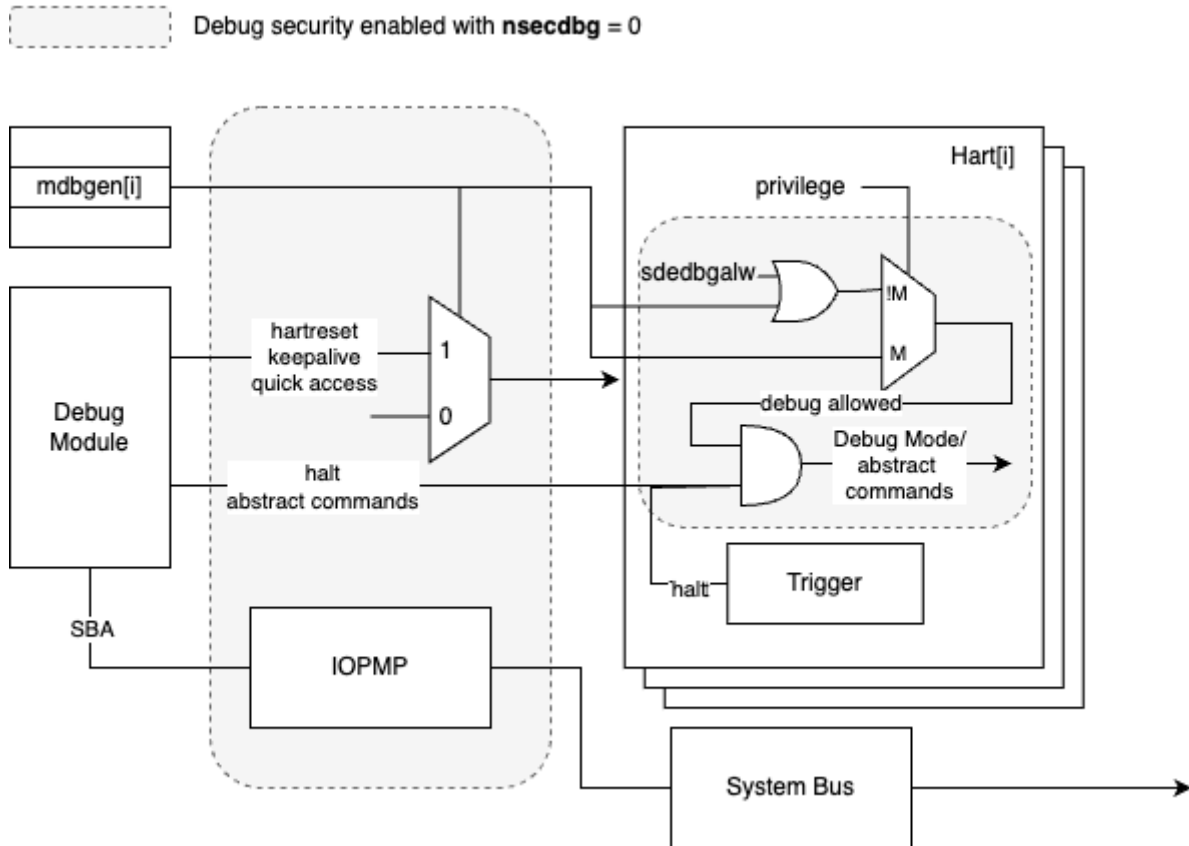 Debug security enabled with nsecdbg = 0
mdbgen[i]
Hart[i]
privilege
sdedbgalw
!M
M
hartreset
keepalive
quick access
1
0
debug allowed
Debug
Module
Debug Mode/
abstract
commands
halt
abstract commands
halt
Trigger
SBA
IOPMP
System Bus